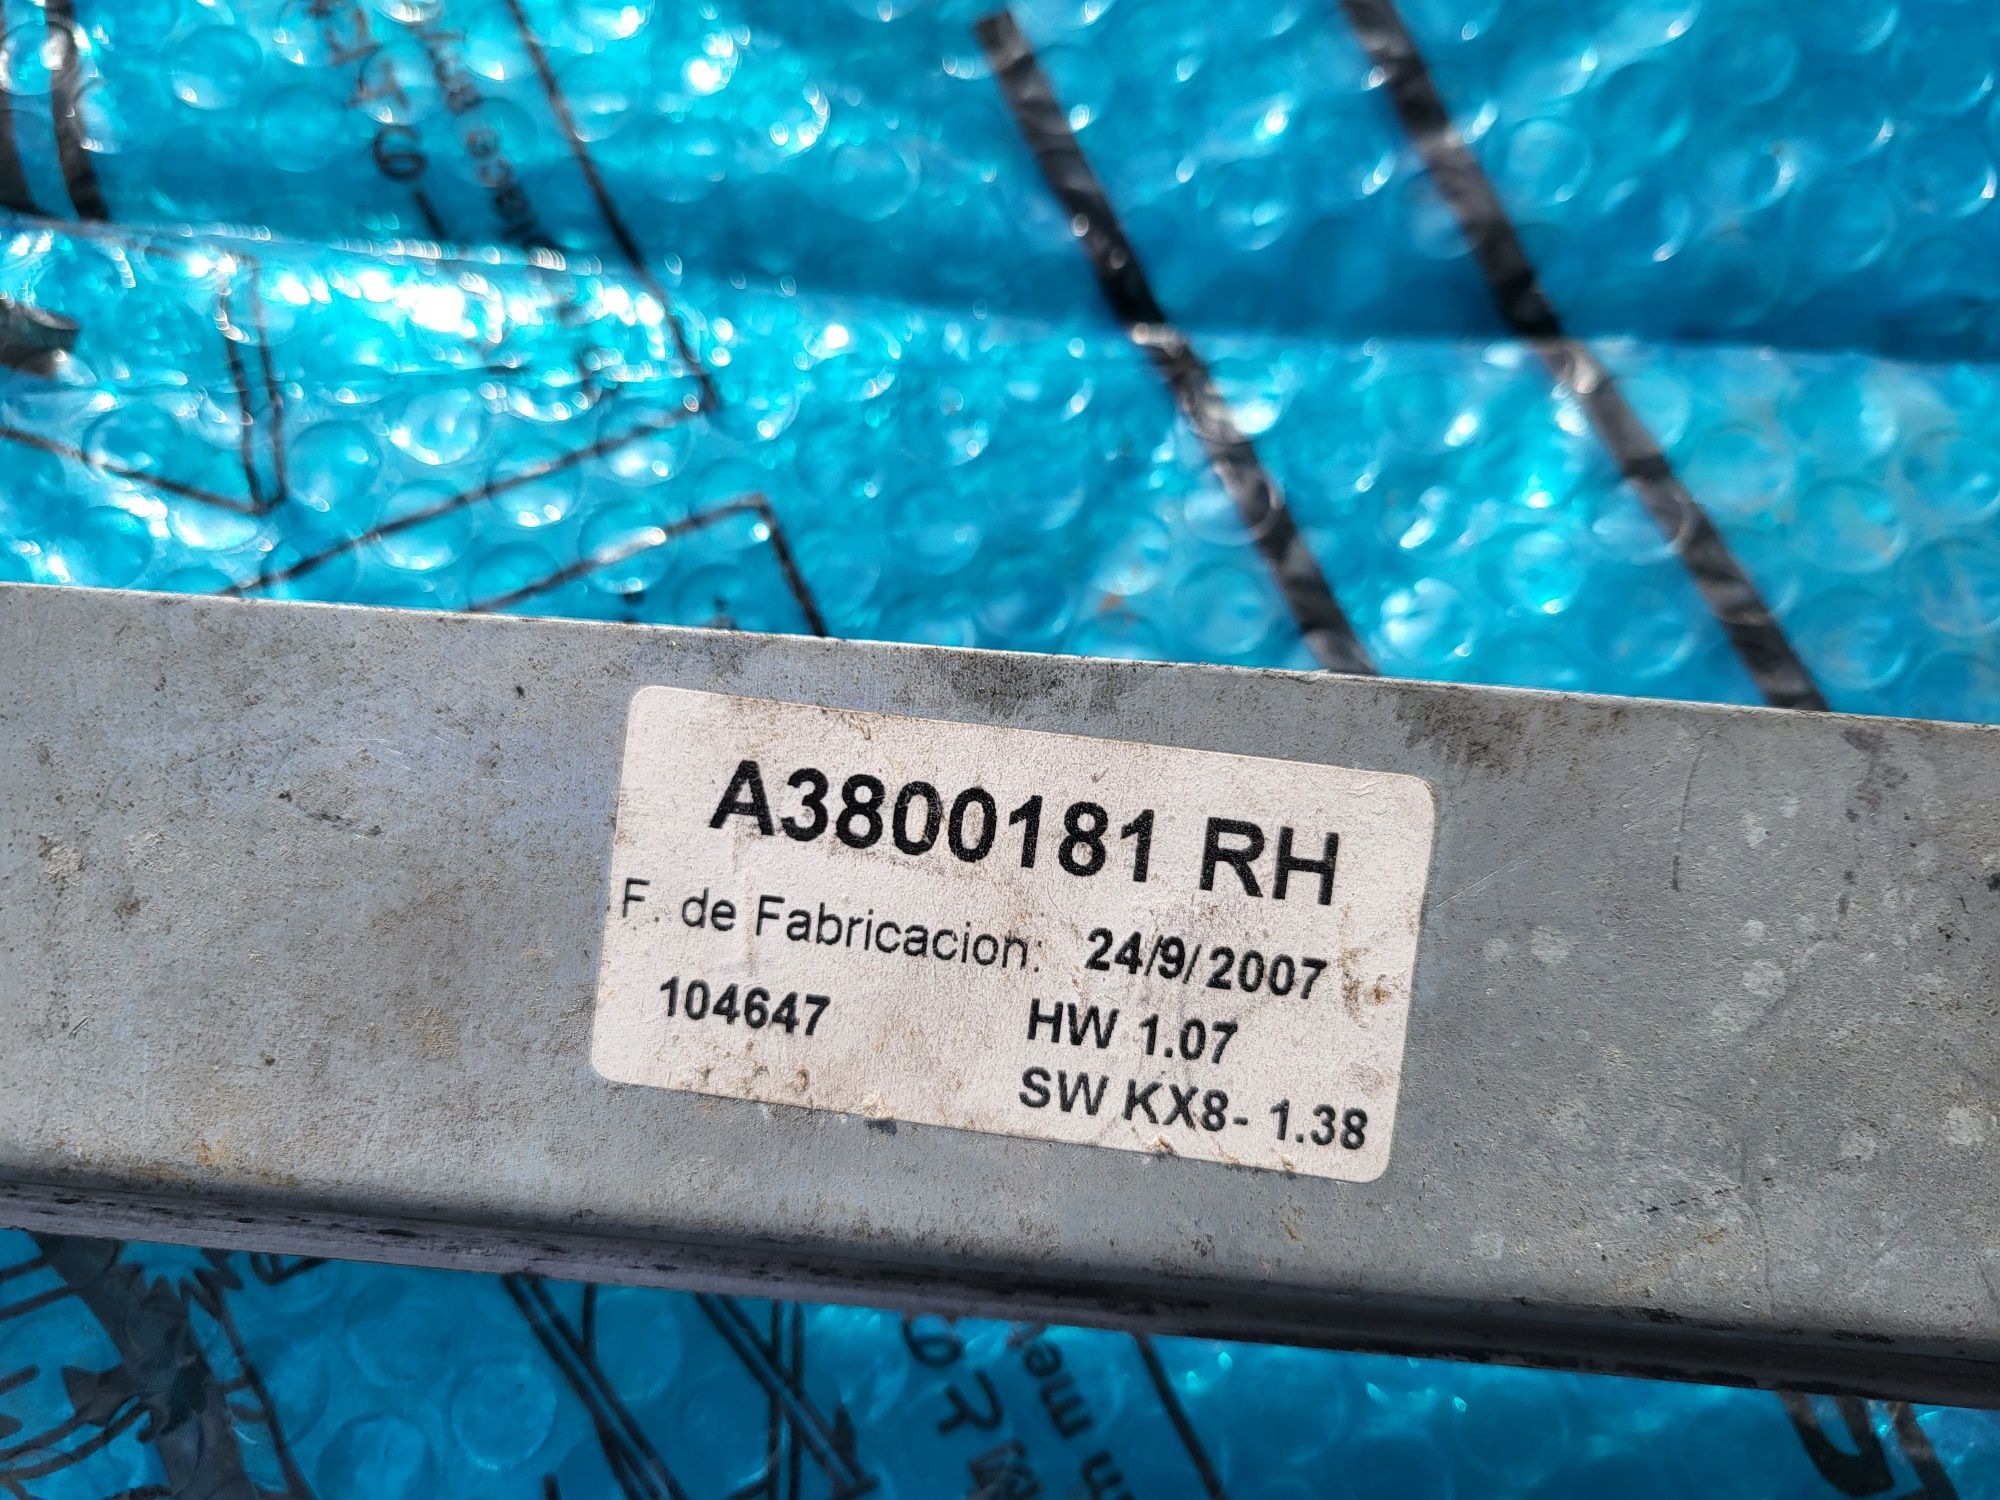 A3800181 RH
F. de Fabricacion: 24/9/2007
104647 HW 1.07
SW KX8- 1.38